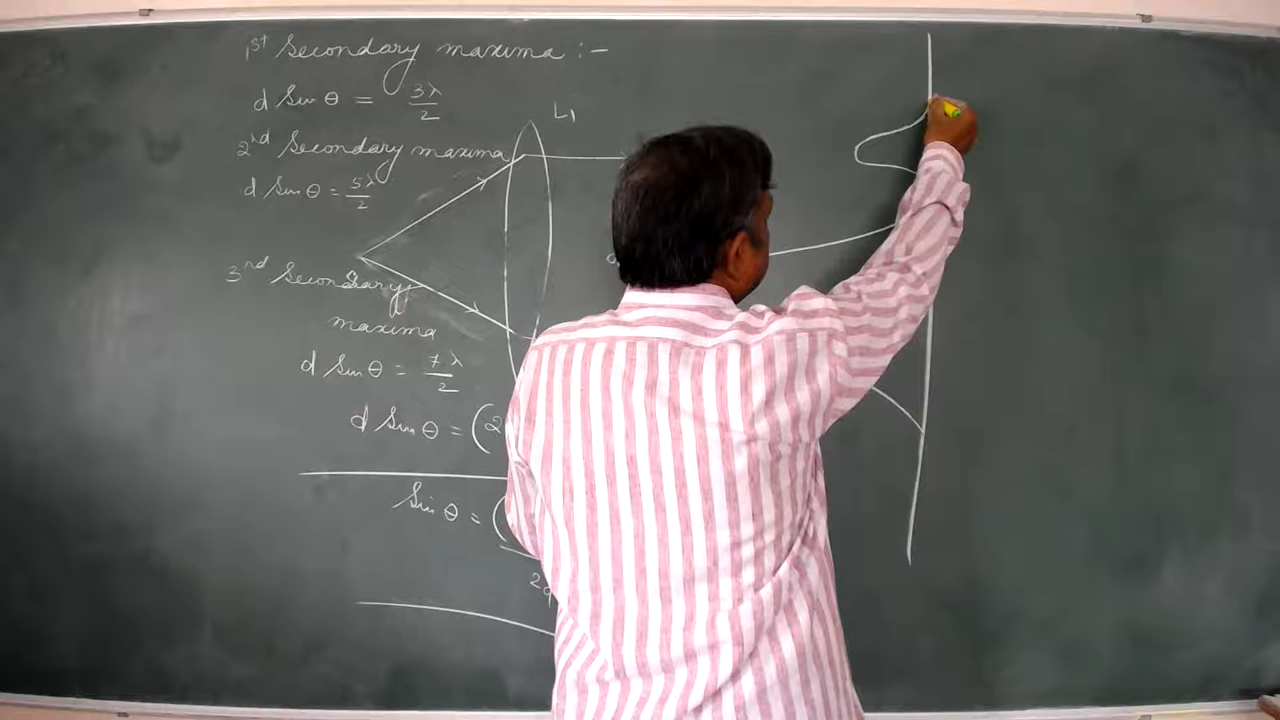 1st Secondary maxima :-
d Sin θ = 3λ/2
L1
2nd Secondary maxima
d Sin θ = 5λ/2
3rd Secondary
maxima
d Sin θ = 7λ/2
d Sin θ = (2
Sin θ = (
2